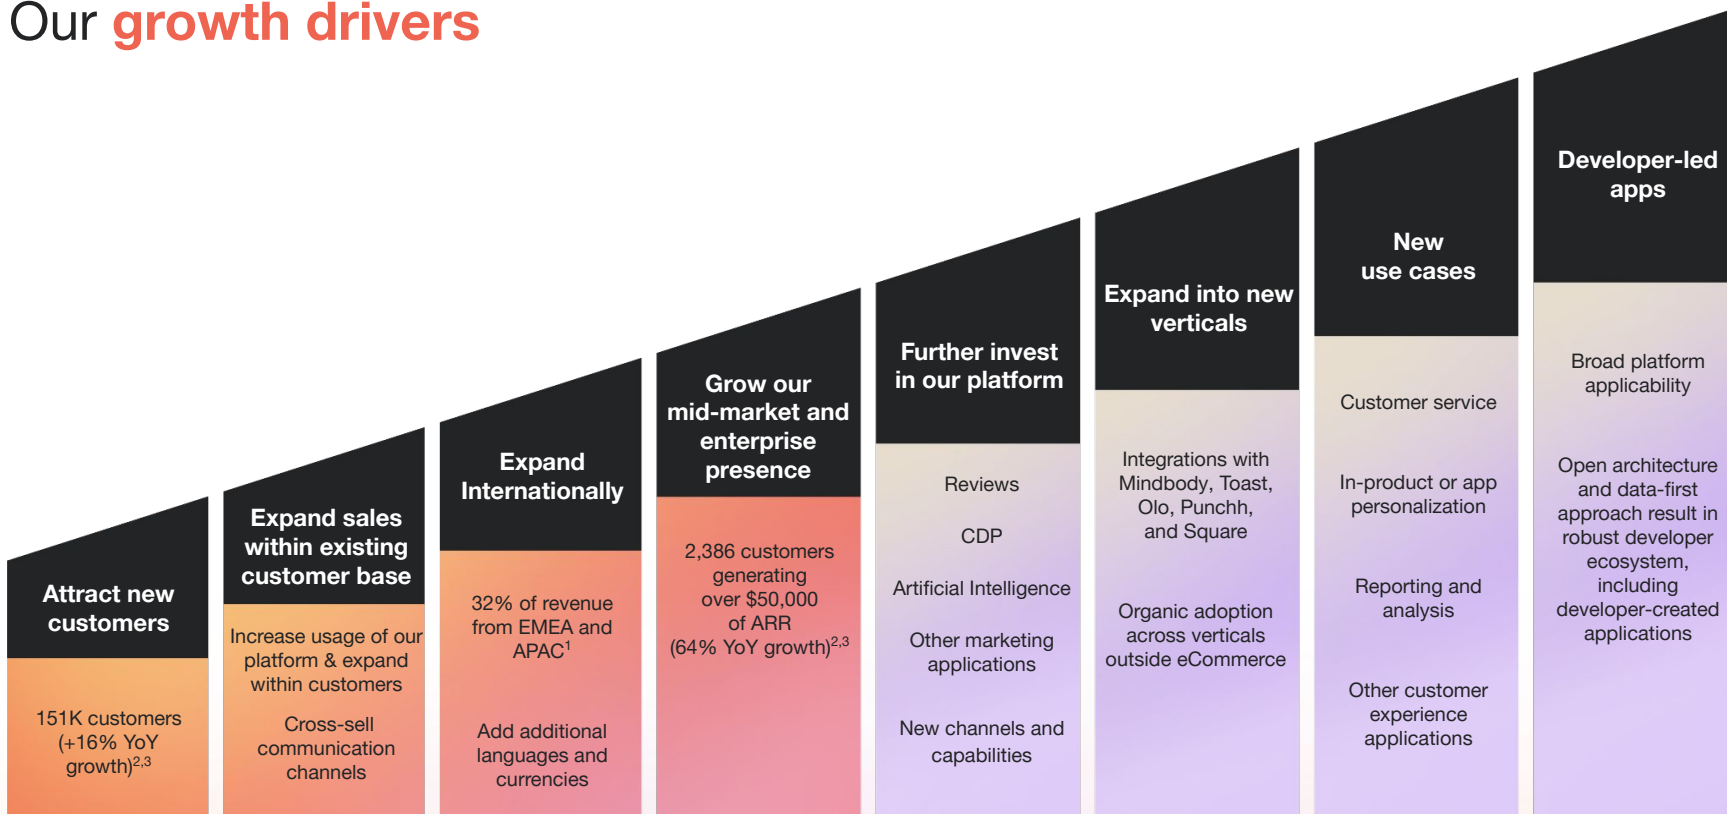 Our growth drivers
Attract new
customers
151K customers
(+16% YoY
growth)2,3
Expand sales
within existing
customer base
Increase usage of our
platform & expand
within customers
Cross-sell
communication
channels
Expand
Internationally
32% of revenue
from EMEA and
APAC1
Add additional
languages and
currencies
Grow our
mid-market and
enterprise
presence
2,386 customers
generating
over $50,000
of ARR
(64% YoY growth)2,3
Further invest
in our platform
Reviews
CDP
Artificial Intelligence
Other marketing
applications
New channels and
capabilities
Expand into new
verticals
Integrations with
Mindbody, Toast,
Olo, Punchh,
and Square
Organic adoption
across verticals
outside eCommerce
New
use cases
Customer service
In-product or app
personalization
Reporting and
analysis
Other customer
experience
applications
Developer-led
apps
Broad platform
applicability
Open architecture
and data-first
approach result in
robust developer
ecosystem,
including
developer-created
applications